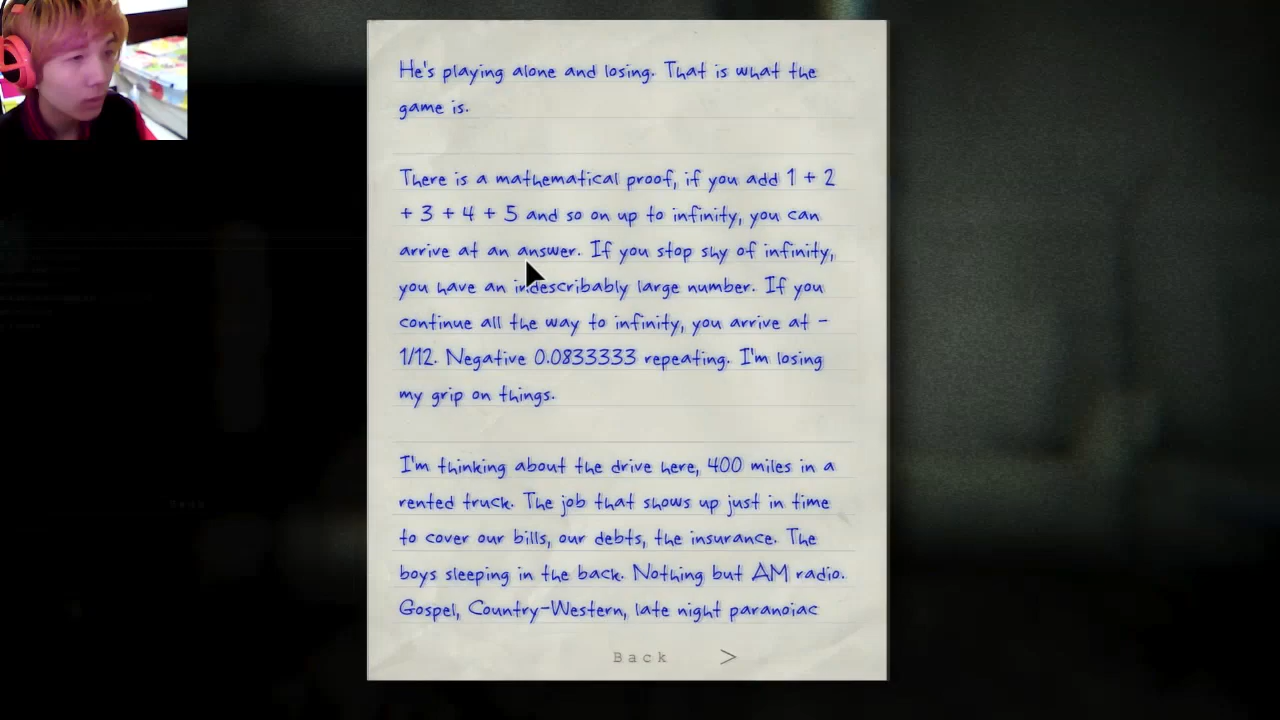 He's playing alone and losing. That is what the
game is.
There is a mathematical proof, if you add 1 + 2
+ 3 + 4 + 5 and so on up to infinity, you can
arrive at an answer. If you stop shy of infinity,
you have an indescribably large number. If you
continue all the way to infinity, you arrive at -
1/12. Negative 0.0833333 repeating. I'm losing
my grip on things.
I'm thinking about the drive here, 400 miles in a
rented truck. The job that shows up just in time
to cover our bills, our debts, the insurance. The
boys sleeping in the back. Nothing but AM radio.
Gospel, Country-Western, late night paranoiac
Back >